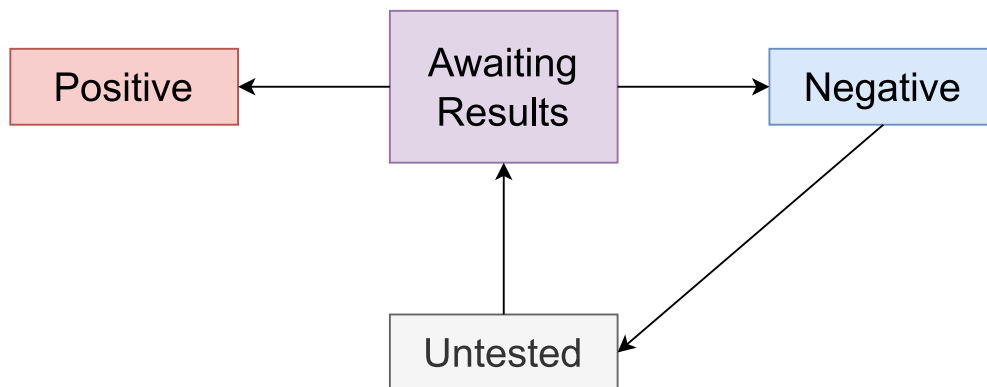 Positive
Awaiting
Results
Negative
Untested